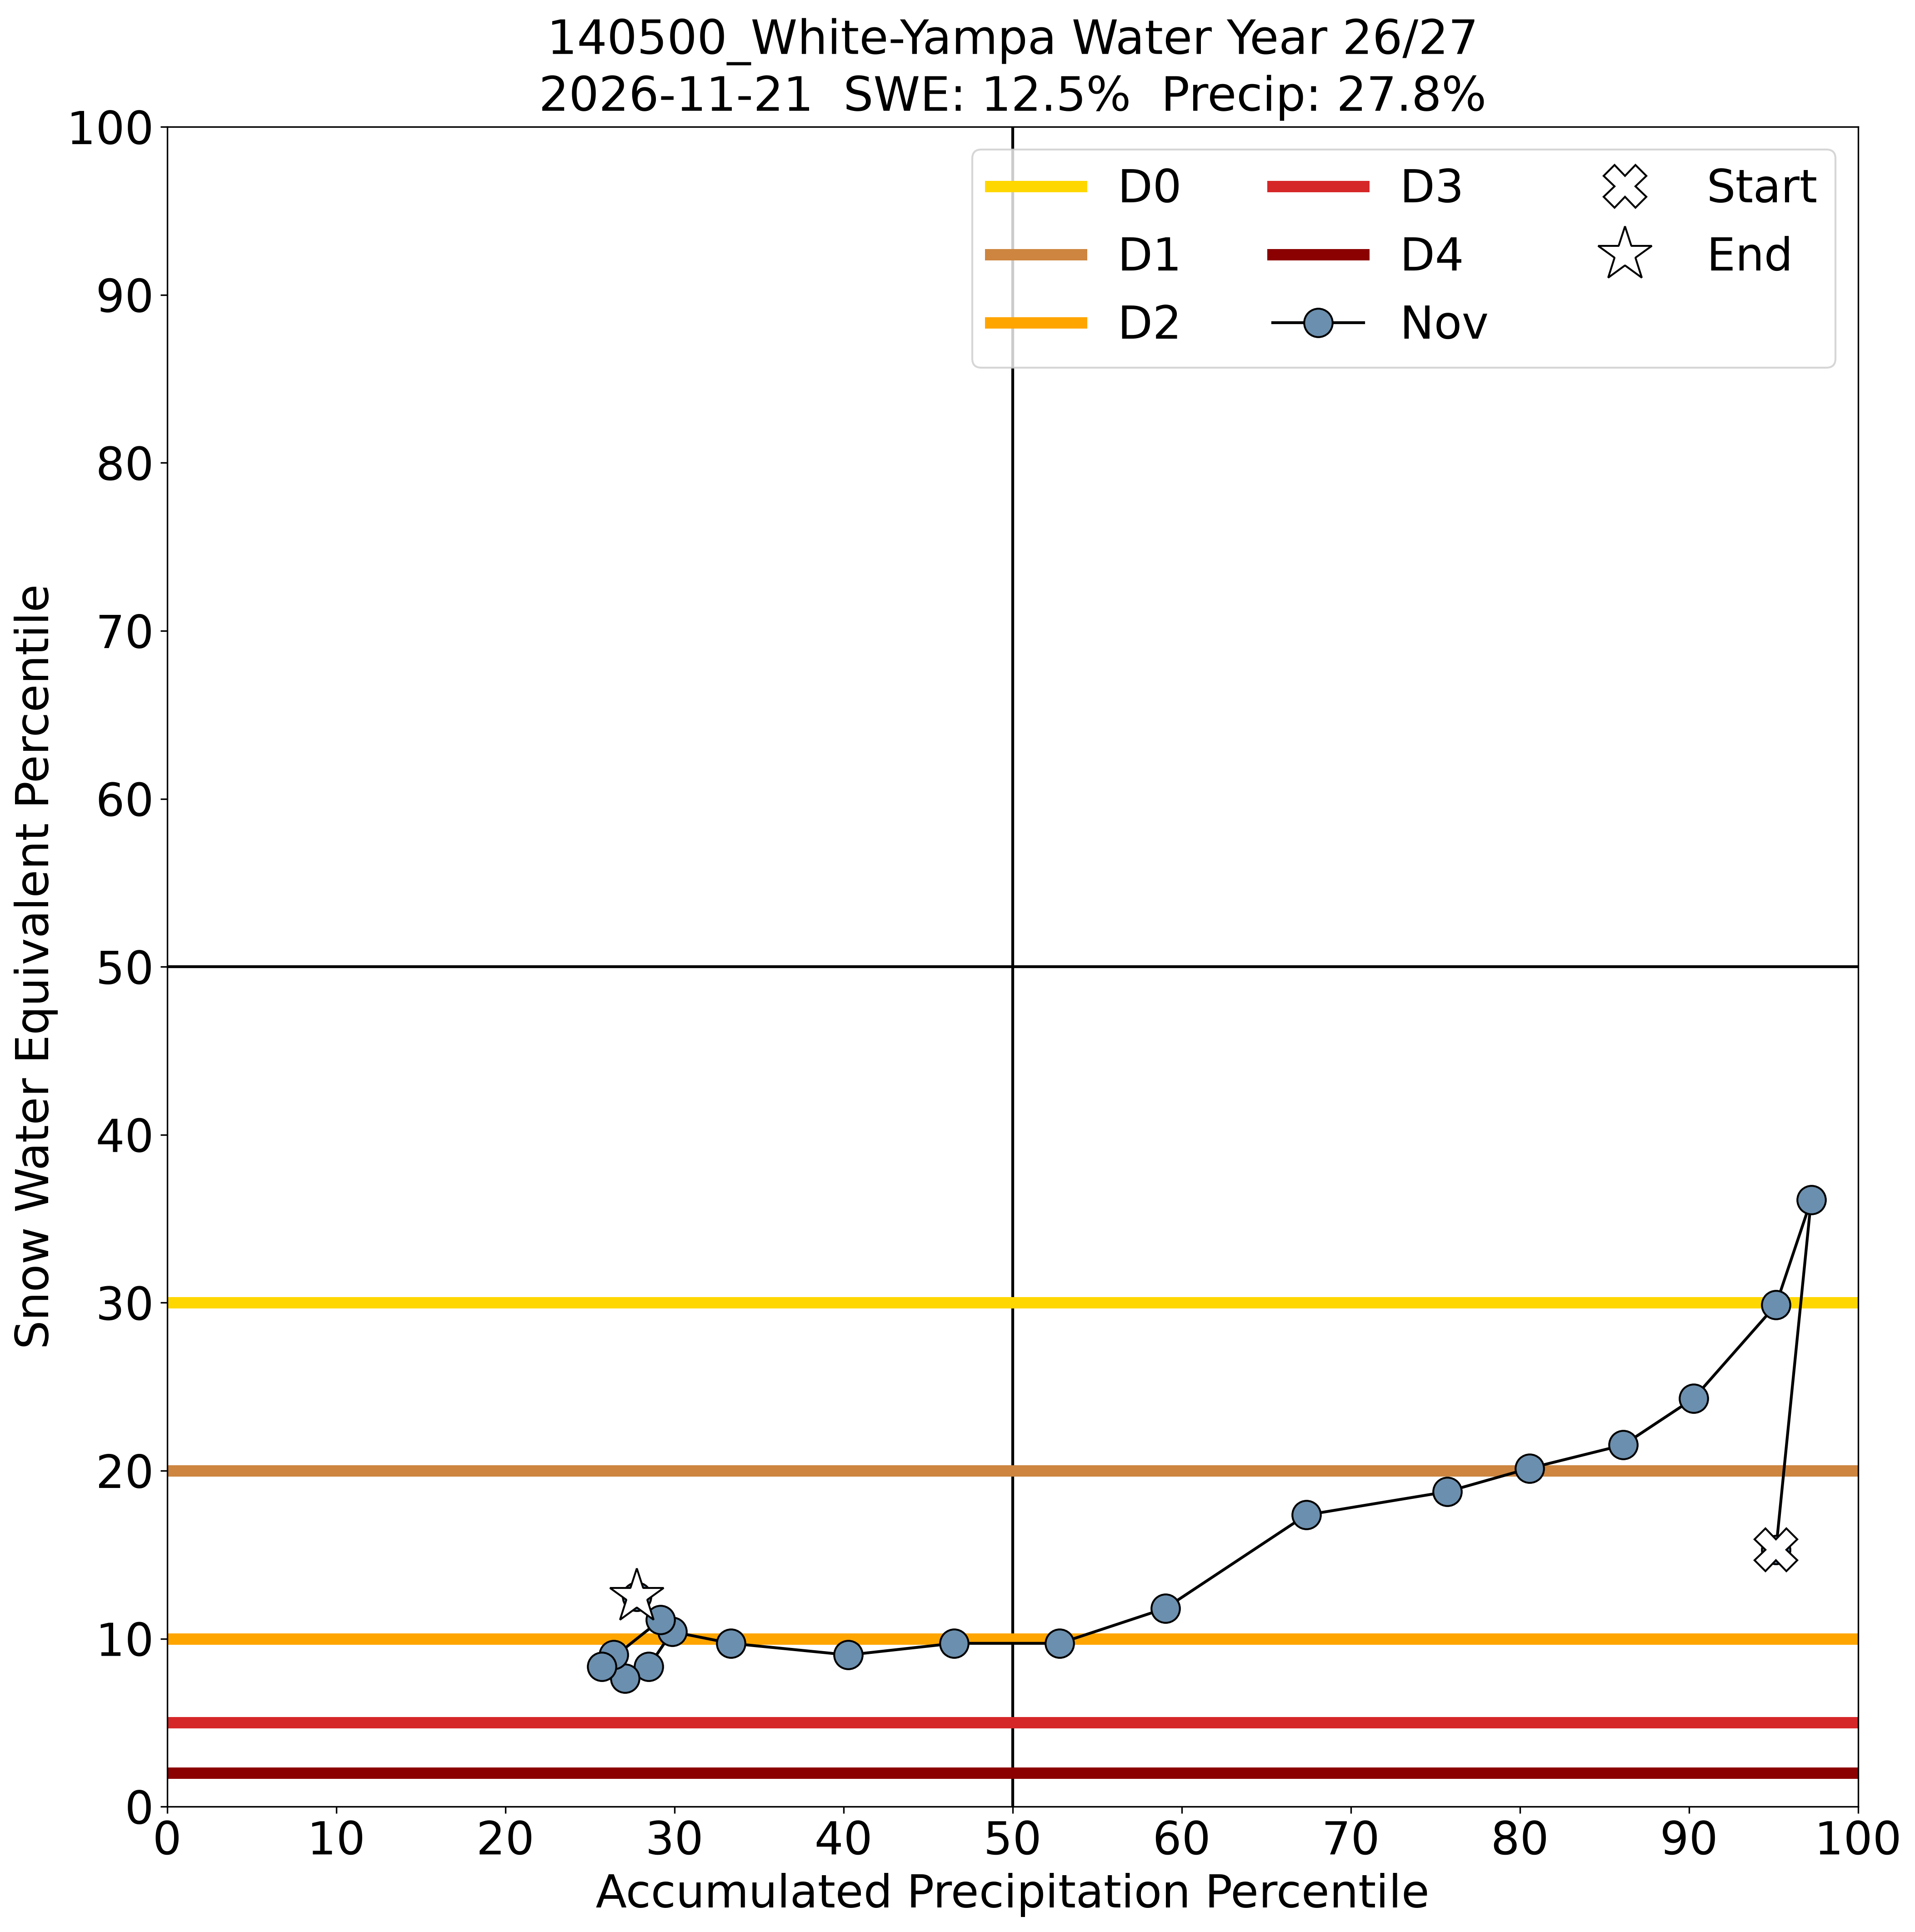 140500_White-Yampa Water Year 26/27
2026-11-21  SWE: 12.5%  Precip: 27.8%
D0
D1
D2
D3
D4
Nov
Start
End
Snow Water Equivalent Percentile
100
90
80
70
60
50
40
30
20
10
0
0 10 20 30 40 50 60 70 80 90 100
Accumulated Precipitation Percentile